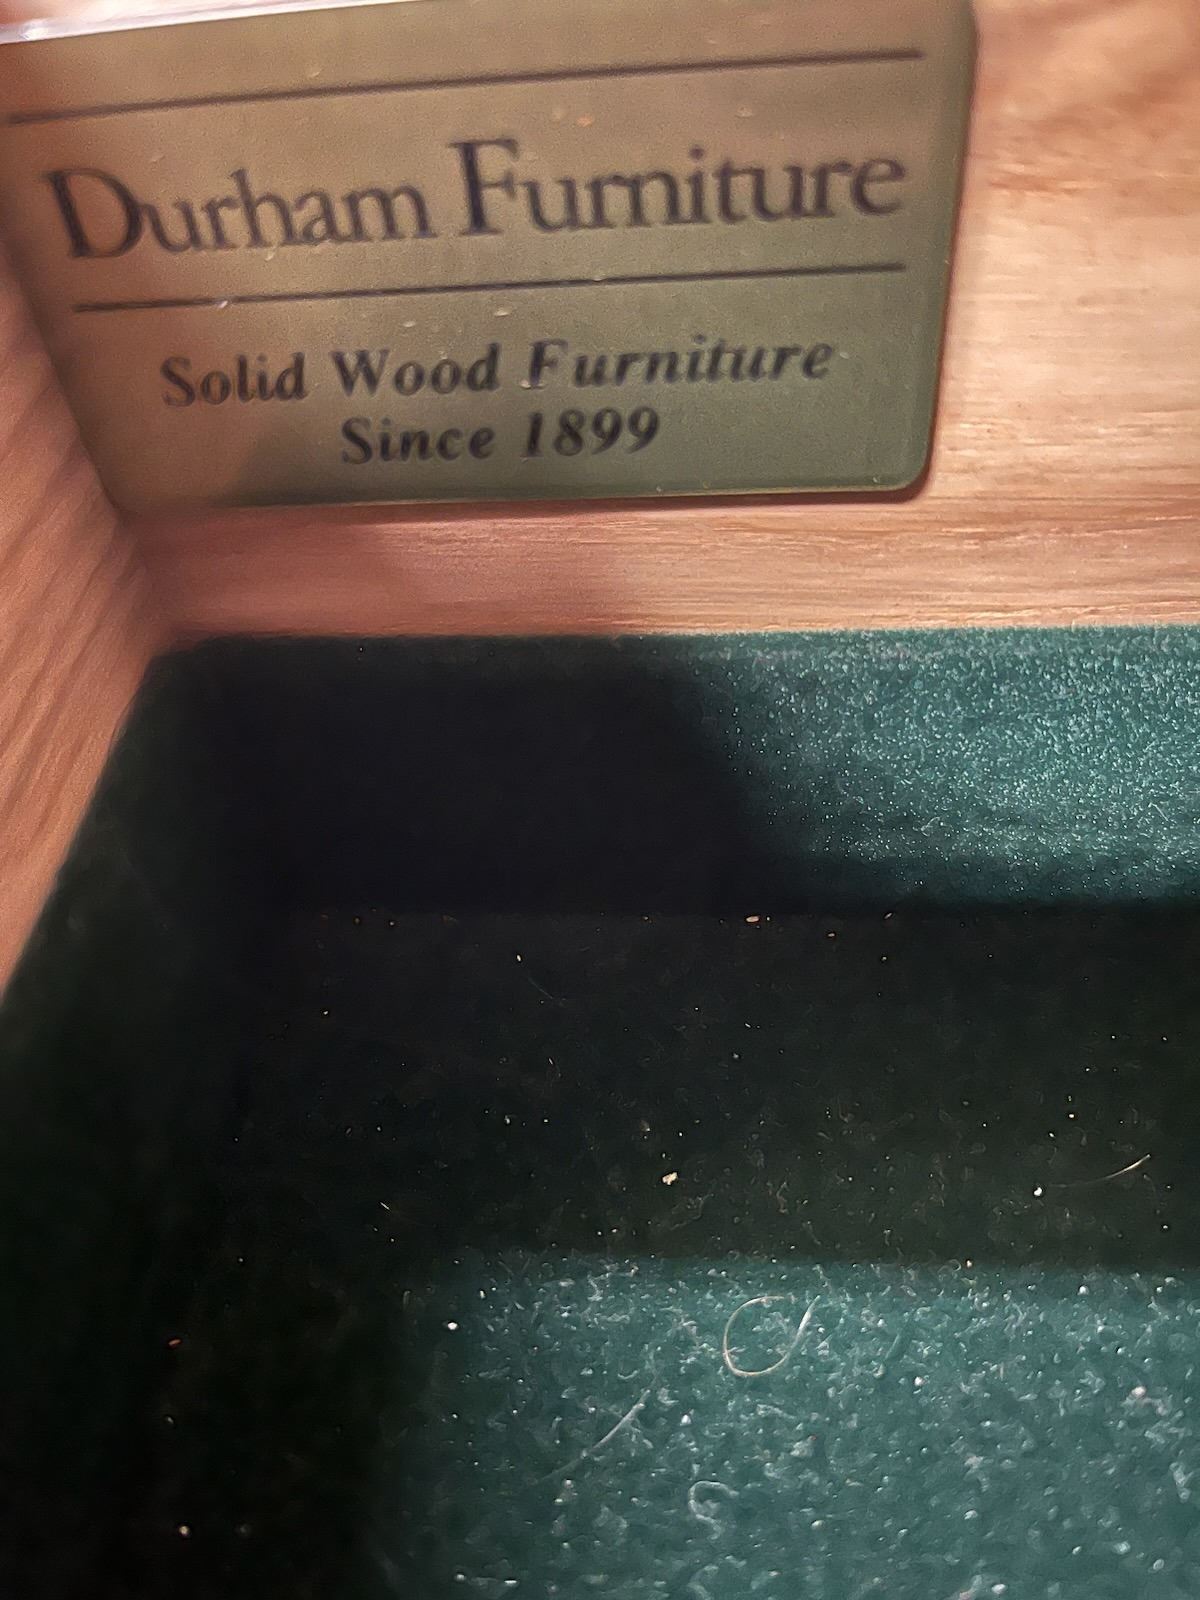 Durham Furniture
Solid Wood Furniture
Since 1899